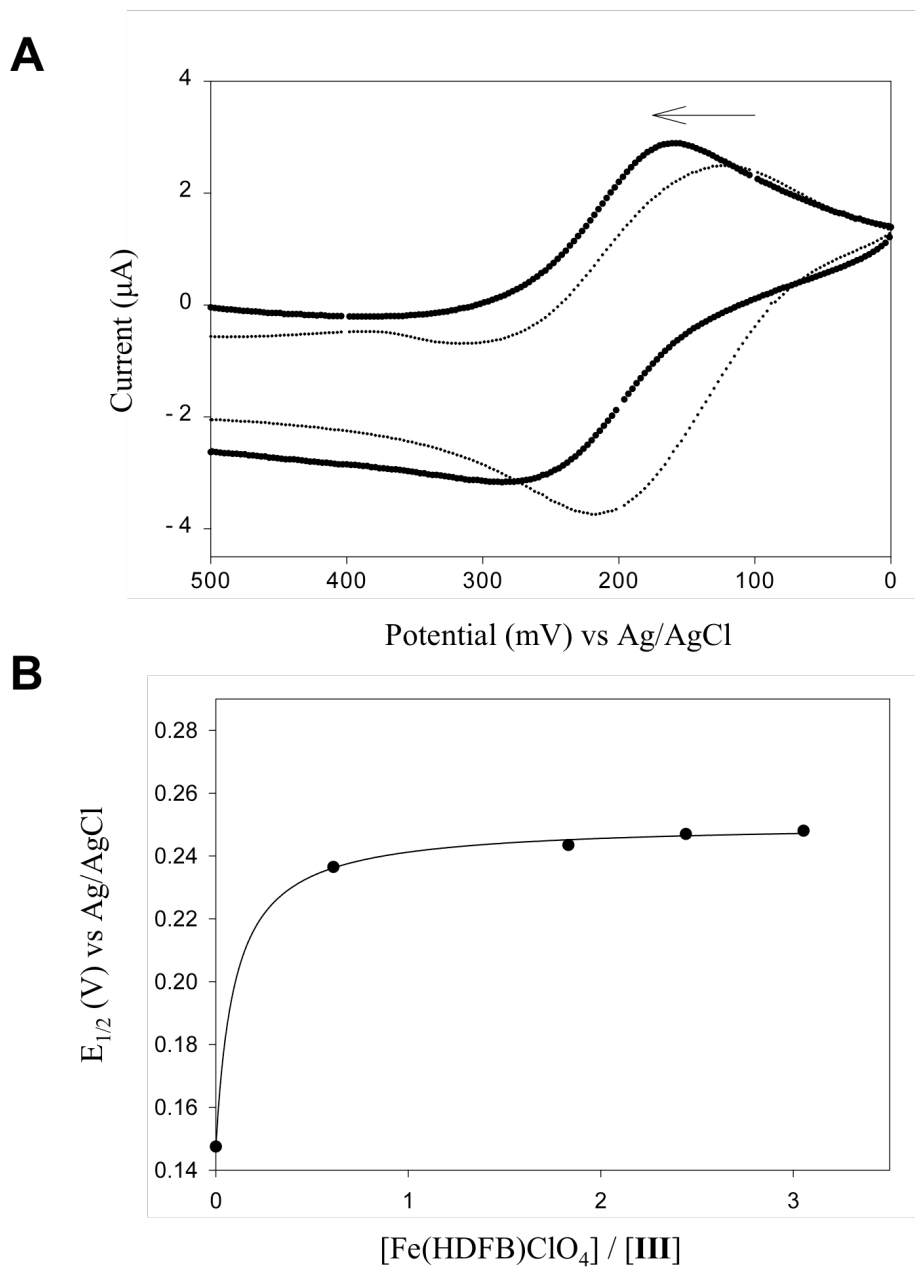 A
4
2
0
- 2
- 4
Current (µA)
500 400 300 200 100 0
Potential (mV) vs Ag/AgCl
B
0.28
0.26
0.24
0.22
0.20
0.18
0.16
0.14
E1/2 (V) vs Ag/AgCl
0 1 2 3
[Fe(HDFB)ClO4] / [III]